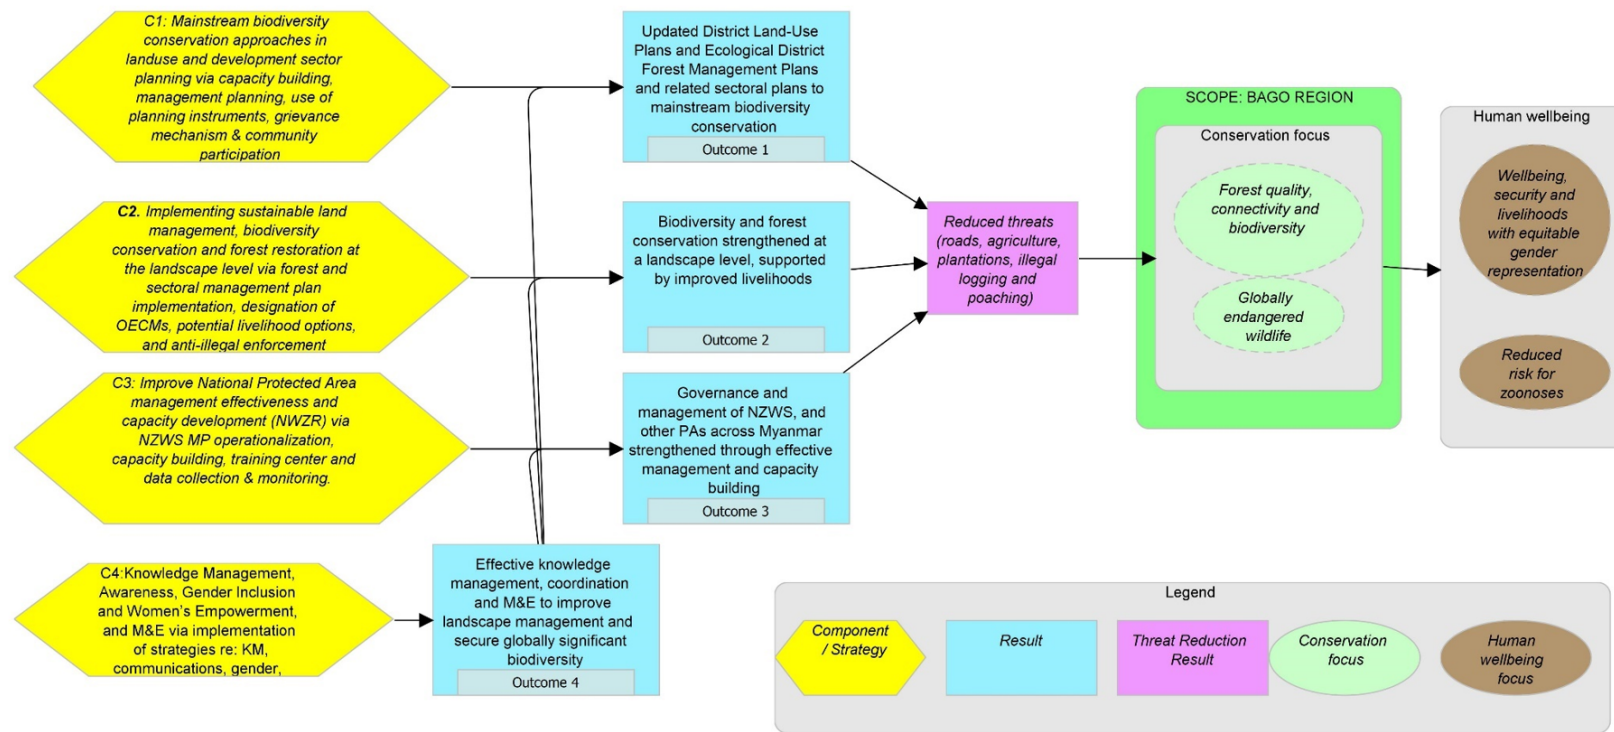 C1: Mainstream biodiversity
conservation approaches in
landuse and development sector
planning via capacity building,
management planning, use of
planning instruments, grievance
mechanism & community
participation
Updated District Land-Use
Plans and Ecological District
Forest Management Plans
and related sectoral plans to
mainstream biodiversity
conservation
Outcome 1
C2. Implementing sustainable land
management, biodiversity
conservation and forest restoration at
the landscape level via forest and
sectoral management plan
implementation, designation of
OECMs, potential livelihood options,
and anti-illegal enforcement
Biodiversity and forest
conservation strengthened at
a landscape level, supported
by improved livelihoods
Outcome 2
C3: Improve National Protected Area
management effectiveness and
capacity development (NWZR) via
NZWS MP operationalization,
capacity building, training center and
data collection & monitoring.
Governance and
management of NZWS, and
other PAs across Myanmar
strengthened through effective
management and capacity
building
Outcome 3
C4:Knowledge Management,
Awareness, Gender Inclusion
and Women's Empowerment,
and M&E via implementation
of strategies re: KM,
communications, gender,
Effective knowledge
management, coordination
and M&E to improve
landscape management and
secure globally significant
biodiversity
Outcome 4
Reduced threats
(roads, agriculture,
plantations, illegal
logging and
poaching)
SCOPE: BAGO REGION
Conservation focus
Forest quality,
connectivity and
biodiversity
Globally
endangered
wildlife
Human wellbeing
Wellbeing,
security and
livelihoods
with equitable
gender
representation
Reduced
risk for
zoonoses
Legend
Component
/ Strategy
Result
Threat Reduction
Result
Conservation
focus
Human
wellbeing
focus